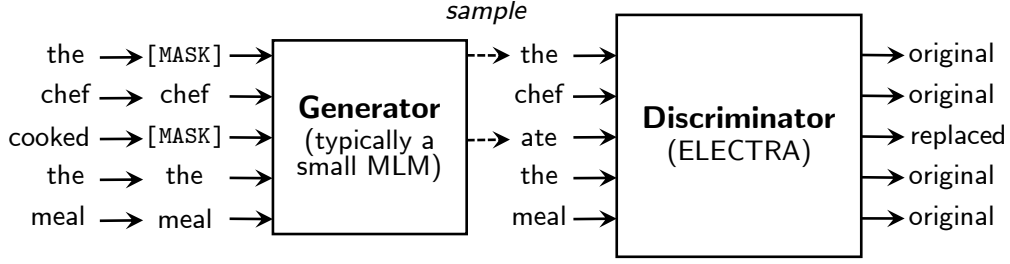 sample
the [MASK] the original
chef chef chef original
cooked [MASK] ate replaced
the the the original
meal meal meal original
Generator
(typically a
small MLM)
Discriminator
(ELECTRA)